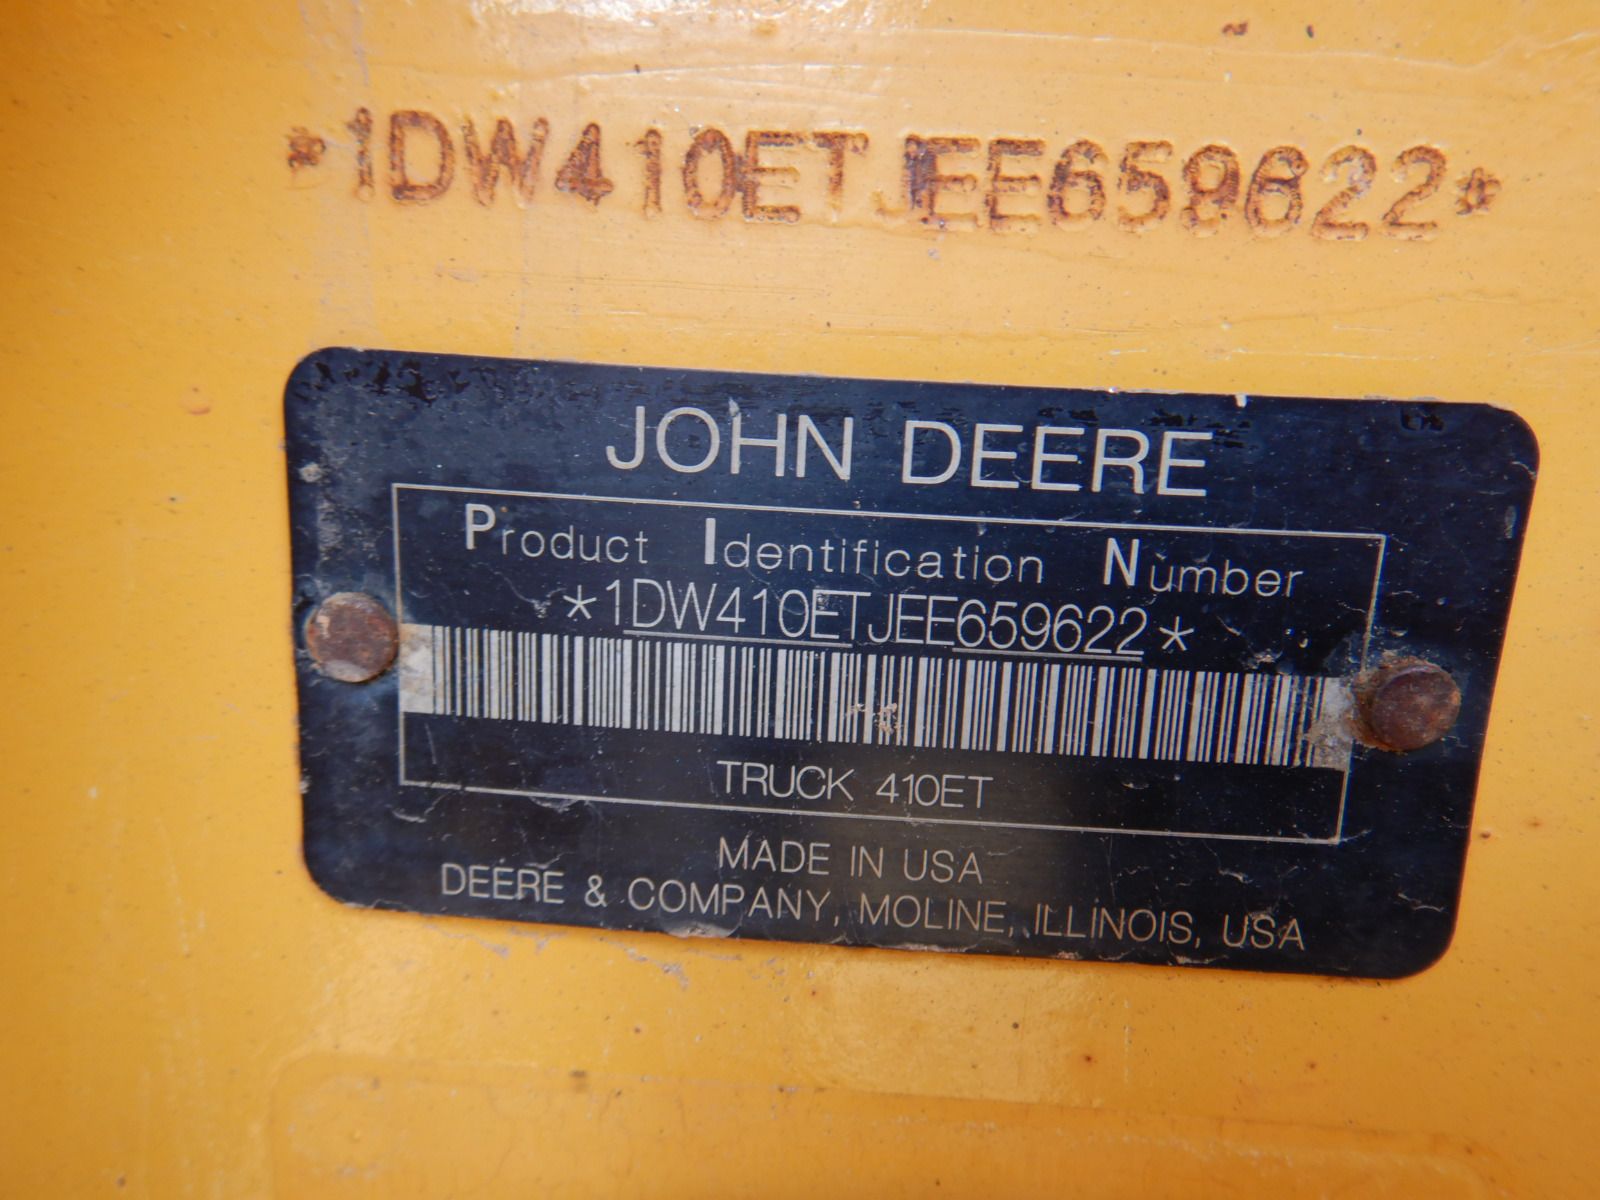 *1DW410ETJEE659622*
JOHN DEERE
Product Identification Number
*1DW410ETJEE659622*
TRUCK 410ET
MADE IN USA
DEERE & COMPANY, MOLINE, ILLINOIS, USA